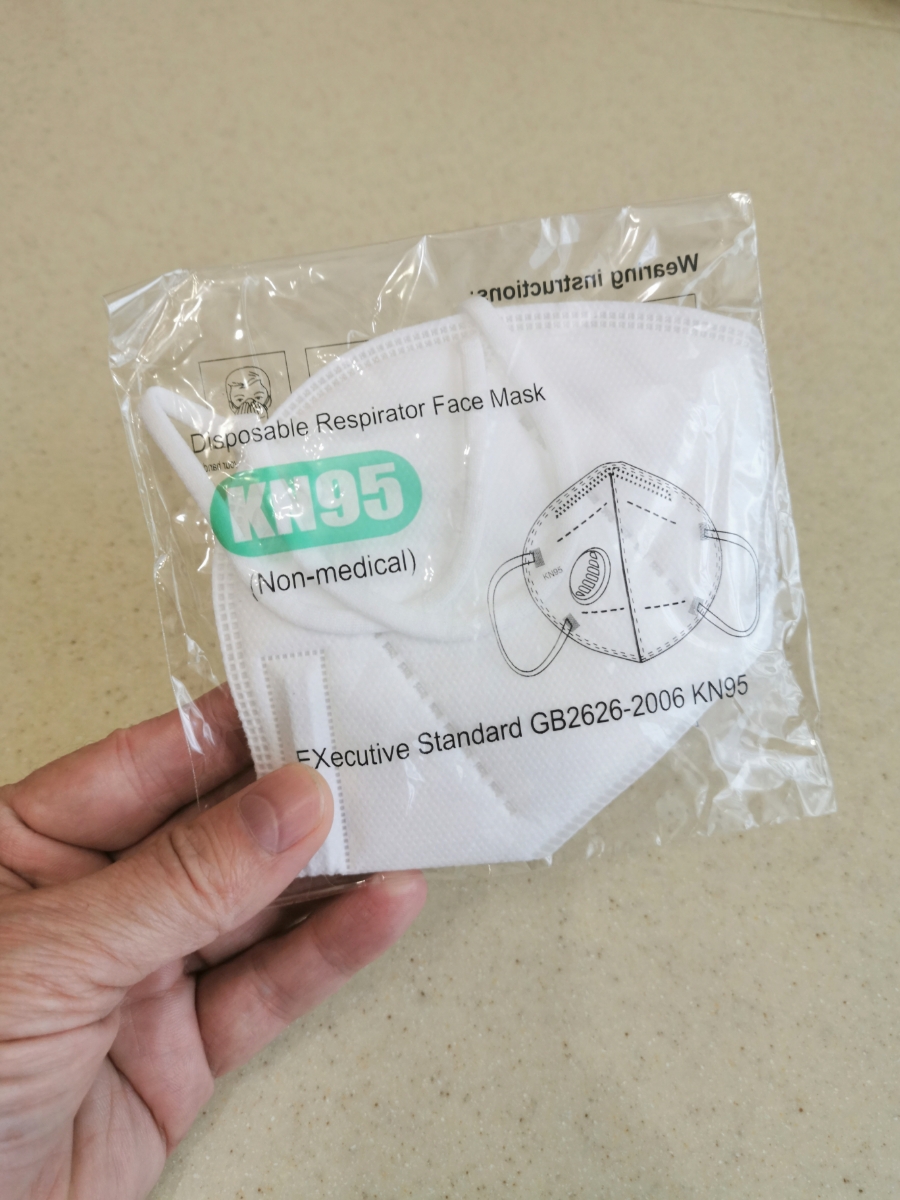 Wearing Instructions:
Disposable Respirator Face Mask
KN95
(Non-medical)
KN95
EXecutive Standard GB2626-2006 KN95